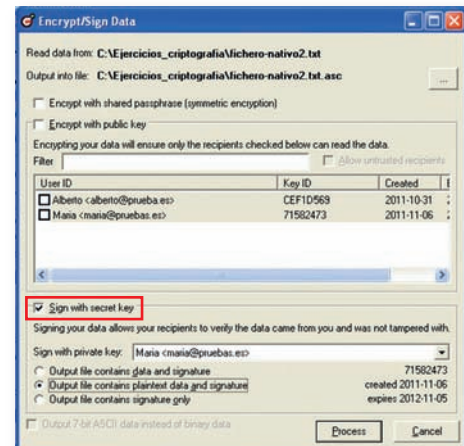 Encrypt/Sign Data
Read data from: C:\Ejercicios_criptografia\fichero-nativo2.txt
Output into file: C:\Ejercicios_criptografia\fichero-nativo2.txt.asc
...
Encrypt with shared passphrase (symmetric encryption)
Encrypt with public key
Encrypting your data will ensure only the recipients checked below can read the data.
Filter Allow untrusted recipients
User ID Key ID Created E
Alberto <alberto@prueba.es> CEF1D569 2011-10-31
Maria <maria@pruebas.es> 71582473 2011-11-06
Sign with secret key
Signing your data allows your recipients to verify the data came from you and was not tampered with.
Sign with private key: Maria <maria@pruebas.es>
Output file contains data and signature 71582473
Output file contains plaintext data and signature created 2011-11-06
Output file contains signature only expires 2012-11-05
Output 7-bit ASCII data instead of binary data
Process Cancel